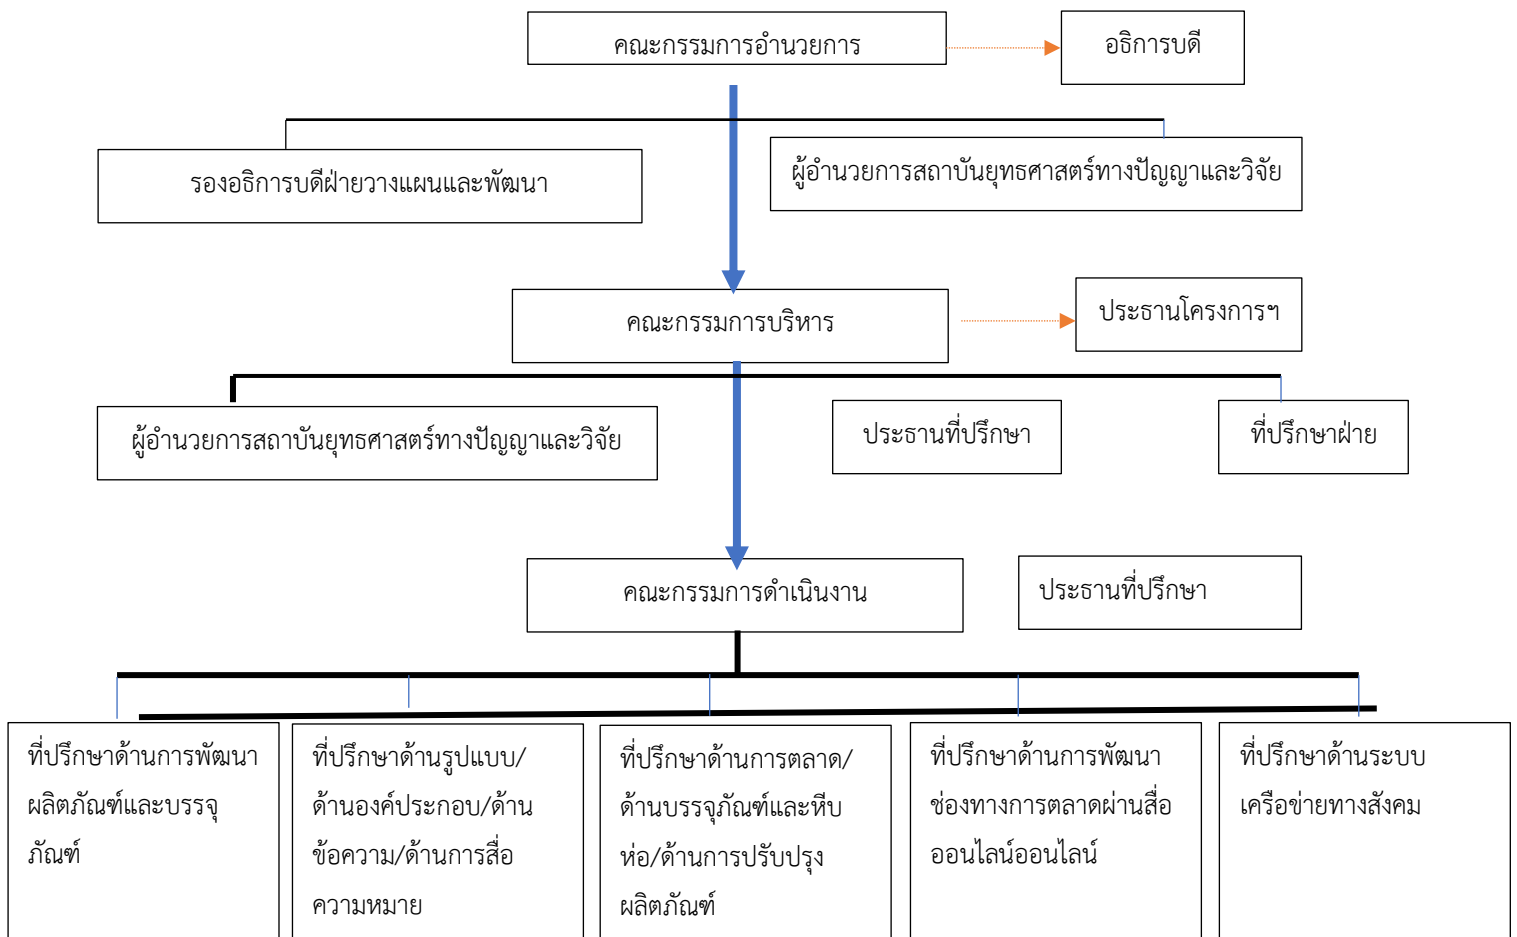 คณะกรรมการอำนวยการ
อธิการบดี
รองอธิการบดีฝ่ายวางแผนและพัฒนา
ผู้อำนวยการสถาบันยุทธศาสตร์ทางปัญญาและวิจัย
คณะกรรมการบริหาร
ประธานโครงการฯ
ผู้อำนวยการสถาบันยุทธศาสตร์ทางปัญญาและวิจัย
ประธานที่ปรึกษา
ที่ปรึกษาฝ่าย
คณะกรรมการดำเนินงาน
ประธานที่ปรึกษา
ที่ปรึกษาด้านการพัฒนา
ผลิตภัณฑ์และบรรจุ
ภัณฑ์
ที่ปรึกษาด้านรูปแบบ/
ด้านองค์ประกอบ/ด้าน
ข้อความ/ด้านการสื่อ
ความหมาย
ที่ปรึกษาด้านการตลาด/
ด้านบรรจุภัณฑ์และหีบ
ห่อ/ด้านการปรับปรุง
ผลิตภัณฑ์
ที่ปรึกษาด้านการพัฒนา
ช่องทางการตลาดผ่านสื่อ
ออนไลน์ออนไลน์
ที่ปรึกษาด้านระบบ
เครือข่ายทางสังคม